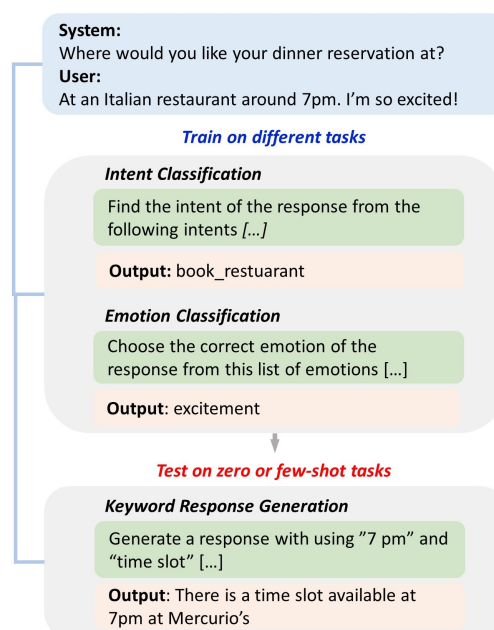 System:
Where would you like your dinner reservation at?
User:
At an Italian restaurant around 7pm. I'm so excited!
Train on different tasks
Intent Classification
Find the intent of the response from the
following intents [...]
Output: book_restuarant
Emotion Classification
Choose the correct emotion of the
response from this list of emotions [...]
Output: excitement
Test on zero or few-shot tasks
Keyword Response Generation
Generate a response with using ”7 pm” and
“time slot” [...]
Output: There is a time slot available at
7pm at Mercurio’s